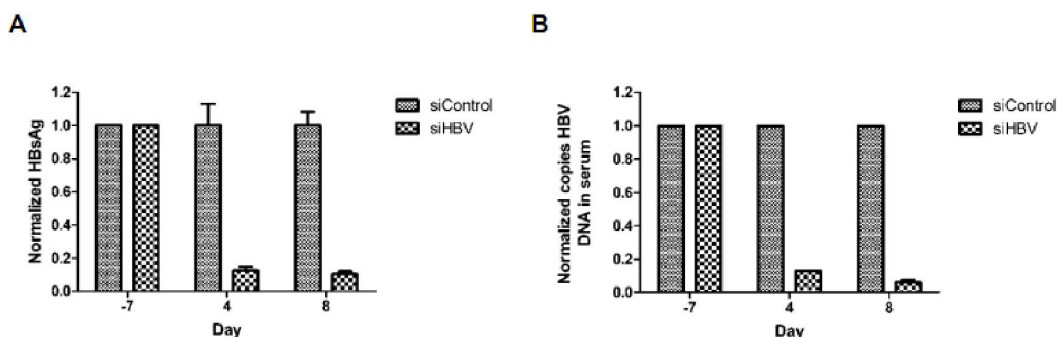 A
Normalized HBsAg
1.2
1.0
0.8
0.6
0.4
0.2
0.0
-7
4
8
Day
siControl
siHBV
B
Normalized copies HBV
DNA in serum
1.2
1.0
0.8
0.6
0.4
0.2
0.0
-7
4
8
Day
siControl
siHBV